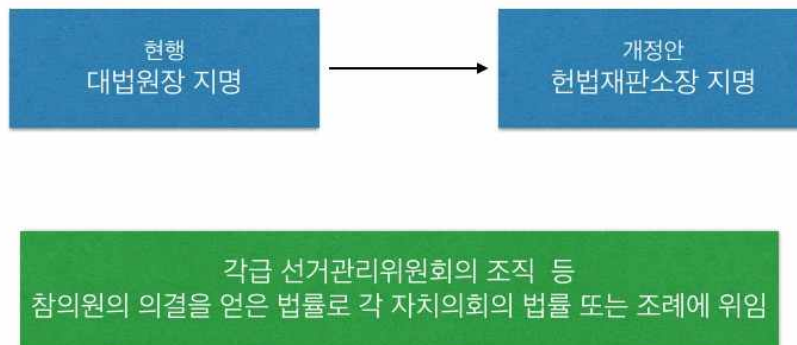 현행
대법원장 지명
개정안
헌법재판소장 지명
각급 선거관리위원회의 조직 등
참의원의 의결을 얻은 법률로 각 자치의회의 법률 또는 조례에 위임